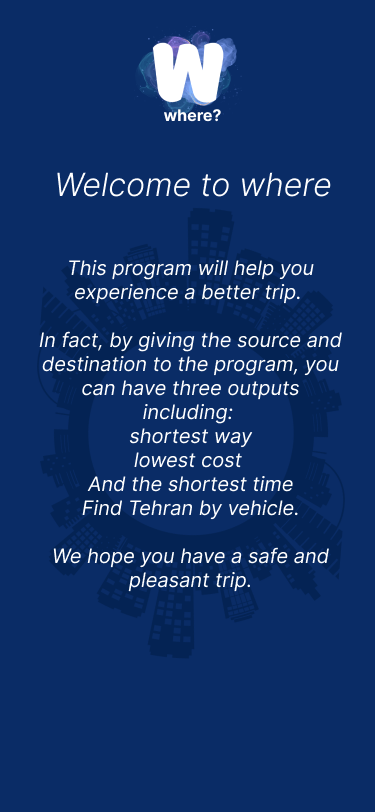 W
where?
Welcome to where
This program will help you
experience a better trip.
In fact, by giving the source and
destination to the program, you
can have three outputs
including:
shortest way
lowest cost
And the shortest time
Find Tehran by vehicle.
We hope you have a safe and
pleasant trip.